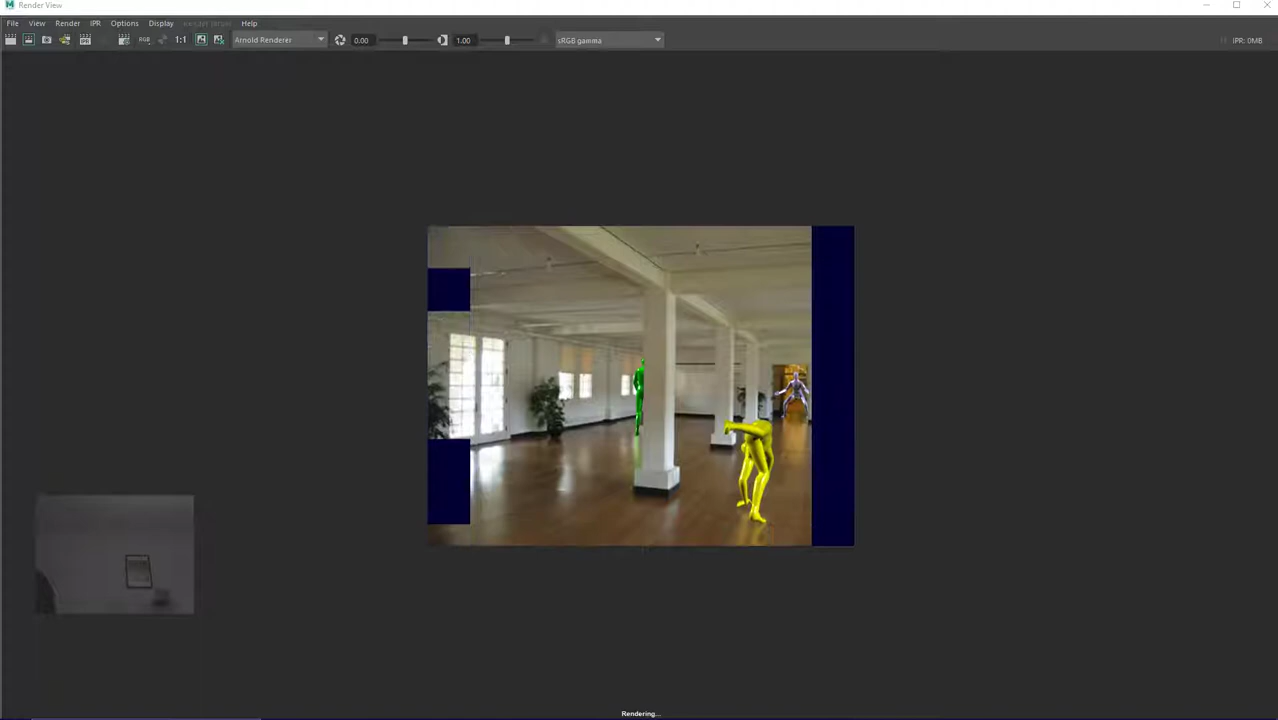 Render View
File View Render IPR Options Display Help
RGB 1:1 Arnold Renderer 0.00 1.00 sRGB gamma IPR: 0MB
Rendering...